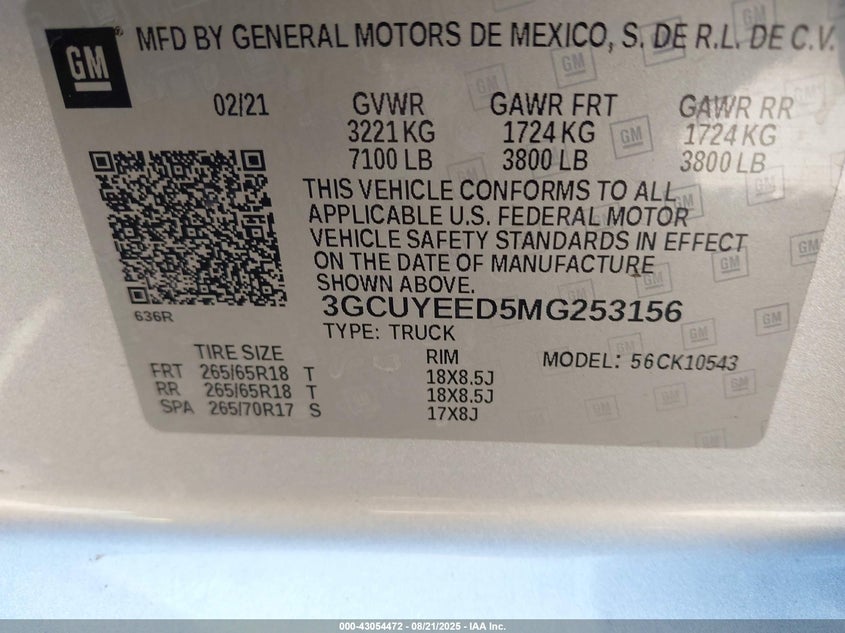 GM® MFD BY GENERAL MOTORS DE MEXICO, S. DE R.L. DE C.V.
02/21 GVWR GAWR FRT GAWR RR
3221 KG 1724 KG 1724 KG
7100 LB 3800 LB 3800 LB
THIS VEHICLE CONFORMS TO ALL
APPLICABLE U.S. FEDERAL MOTOR
VEHICLE SAFETY STANDARDS IN EFFECT
ON THE DATE OF MANUFACTURE
SHOWN ABOVE.
636R 3GCUYEED5MG253156
TYPE: TRUCK
TIRE SIZE RIM MODEL: 56CK10543
FRT 265/65R18 T 18X8.5J
RR 265/65R18 T 18X8.5J
SPA 265/70R17 S 17X8J
000-43054472 - 08/21/2025 - IAA Inc.